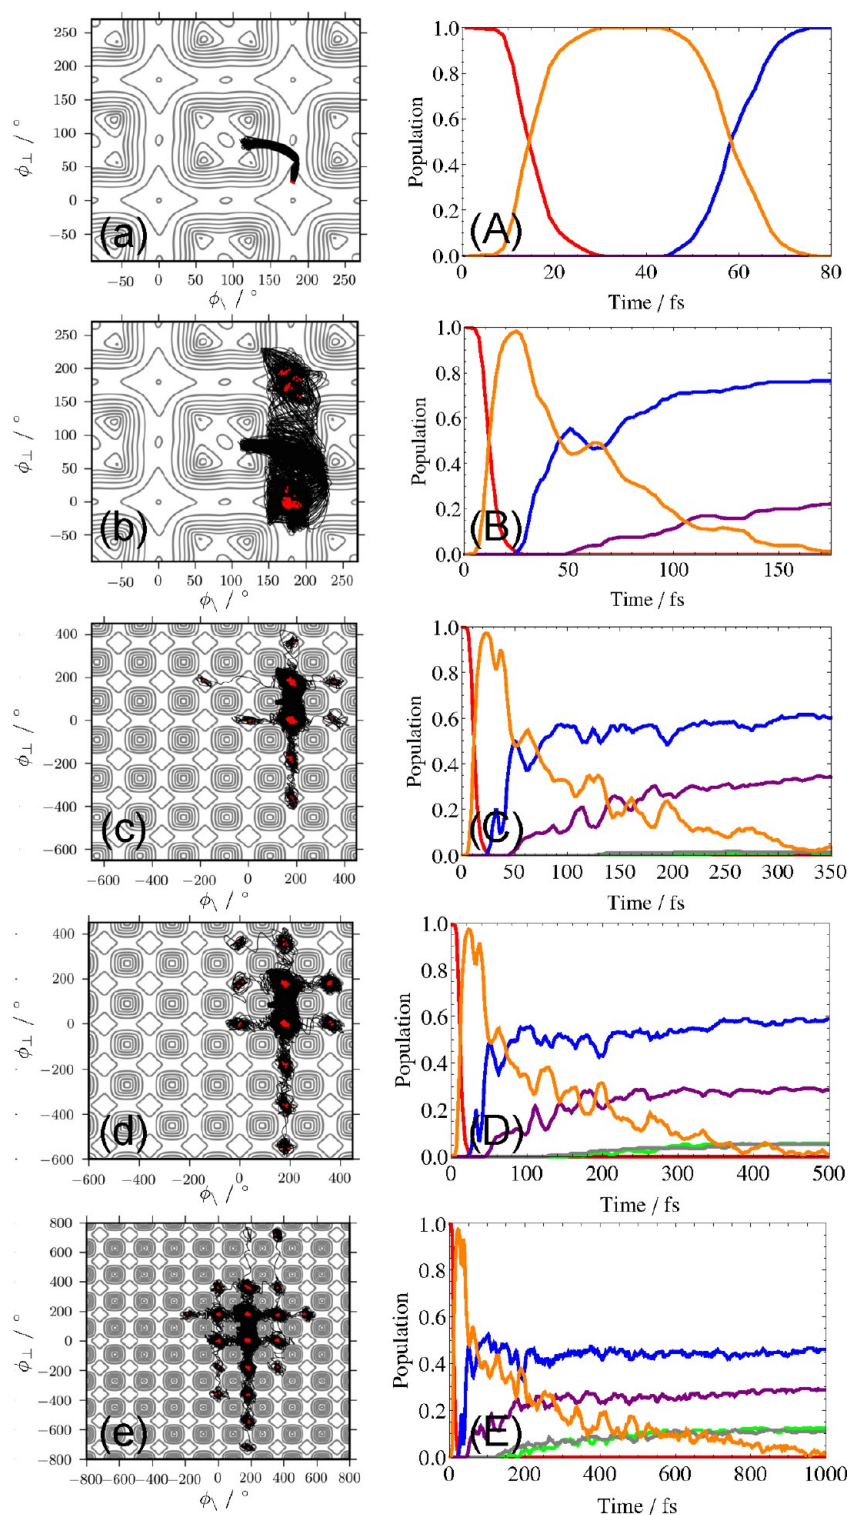 250
200
150
100
50
0
−50
ϕ⊥ / °
(a)
−50 0 50 100 150 200 250
ϕ\ / °
1.0
0.8
0.6
0.4
0.2
0.0
Population
(A)
0 20 40 60 80
Time / fs
250
200
150
100
50
0
−50
ϕ⊥ / °
(b)
−50 0 50 100 150 200 250
ϕ\ / °
1.0
0.8
0.6
0.4
0.2
0.0
Population
(B)
0 50 100 150
Time / fs
400
200
0
−200
−400
−600
ϕ⊥ / °
(c)
−600 −400 −200 0 200 400
ϕ\ / °
1.0
0.8
0.6
0.4
0.2
0.0
Population
(C)
0 50 100 150 200 250 300 350
Time / fs
400
200
0
−200
−400
−600
ϕ⊥ / °
(d)
−600 −400 −200 0 200 400
ϕ\ / °
1.0
0.8
0.6
0.4
0.2
0.0
Population
(D)
0 100 200 300 400 500
Time / fs
800
600
400
200
0
−200
−400
−600
−800
ϕ⊥ / °
(e)
−800 −600 −400 −200 0 200 400 600 800
ϕ\ / °
1.0
0.8
0.6
0.4
0.2
0.0
Population
(E)
0 200 400 600 800 1000
Time / fs